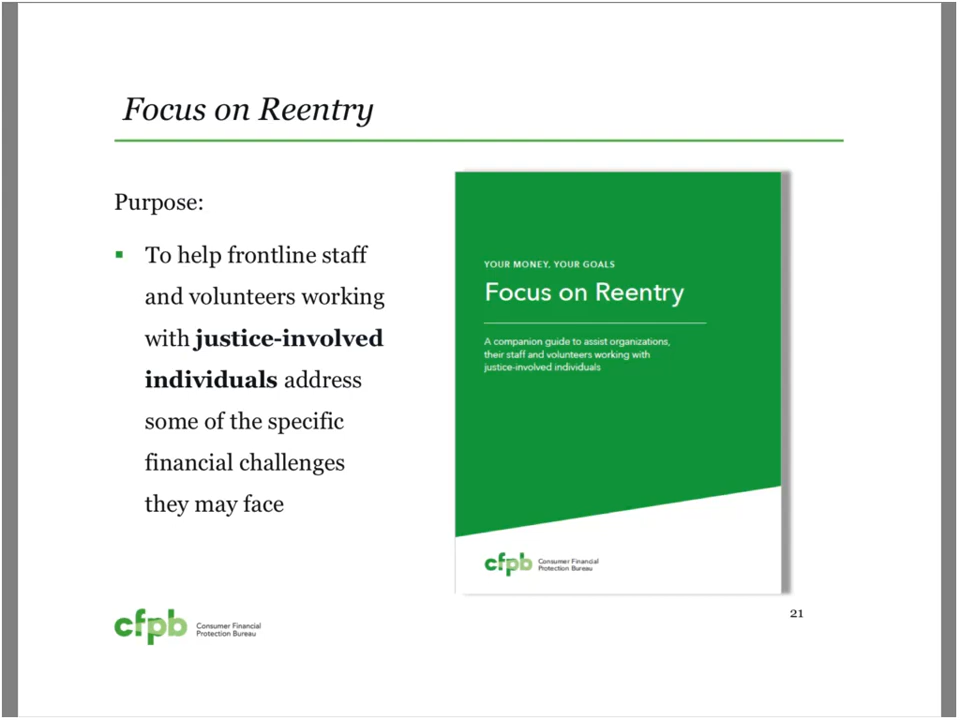 Focus on Reentry
Purpose:
▪ To help frontline staff
and volunteers working
with justice-involved
individuals address
some of the specific
financial challenges
they may face
YOUR MONEY, YOUR GOALS
Focus on Reentry
A companion guide to assist organizations,
their staff and volunteers working with
justice-involved individuals
cfpb Consumer Financial
Protection Bureau
21
cfpb Consumer Financial
Protection Bureau